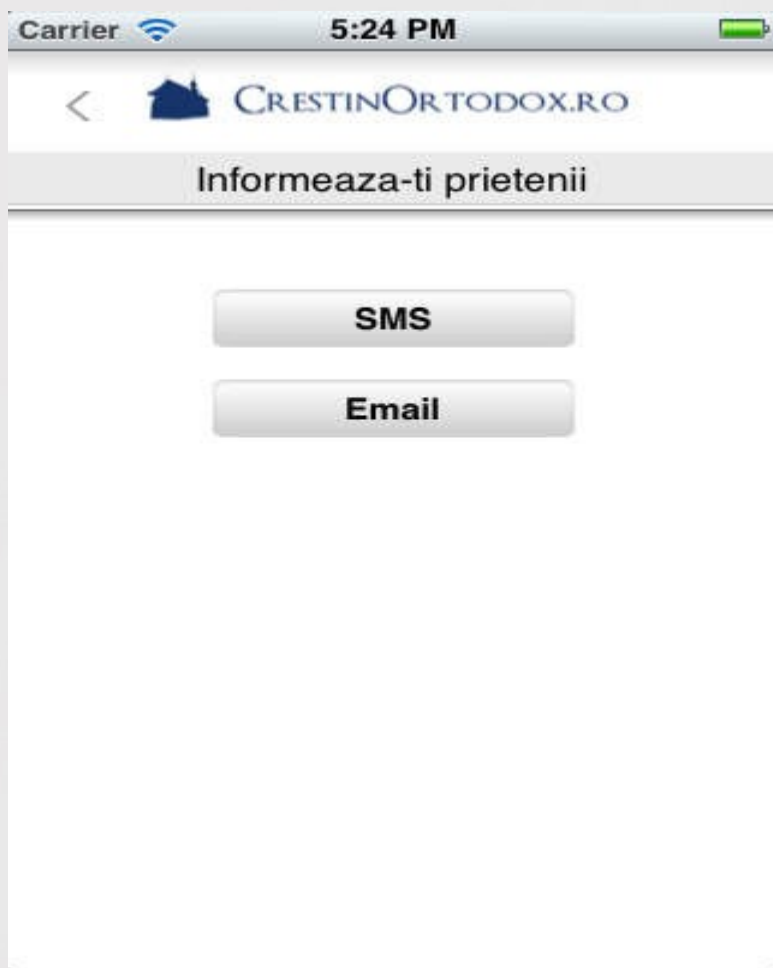 Carrier 5:24 PM
CRESTINORTODOX.RO
Informeaza-ti prietenii
SMS
Email